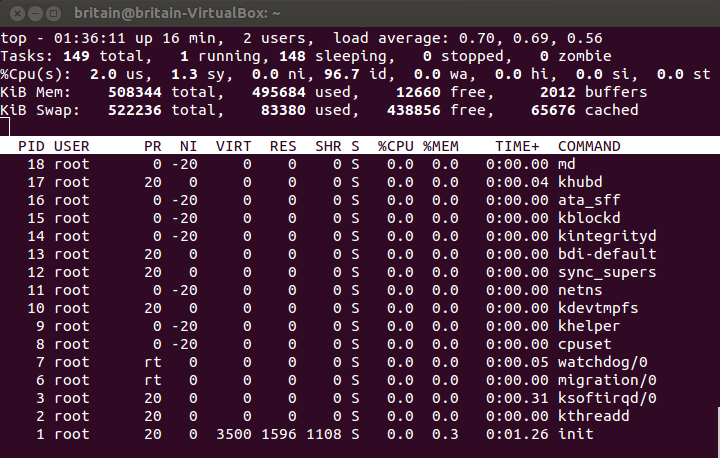 britain@britain-VirtualBox: ~
top - 01:36:11 up 16 min,  2 users,  load average: 0.70, 0.69, 0.56
Tasks: 149 total,   1 running, 148 sleeping,   0 stopped,   0 zombie
%Cpu(s):  2.0 us,  1.3 sy,  0.0 ni, 96.7 id,  0.0 wa,  0.0 hi,  0.0 si,  0.0 st
KiB Mem:    508344 total,   495684 used,    12660 free,     2012 buffers
KiB Swap:   522236 total,    83380 used,   438856 free,    65676 cached
PID USER      PR  NI  VIRT  RES  SHR S  %CPU %MEM    TIME+  COMMAND
18 root       0 -20     0    0    0 S   0.0  0.0   0:00.00 md
17 root      20   0     0    0    0 S   0.0  0.0   0:00.04 khubd
16 root       0 -20     0    0    0 S   0.0  0.0   0:00.00 ata_sff
15 root       0 -20     0    0    0 S   0.0  0.0   0:00.00 kblockd
14 root       0 -20     0    0    0 S   0.0  0.0   0:00.00 kintegrityd
13 root      20   0     0    0    0 S   0.0  0.0   0:00.00 bdi-default
12 root      20   0     0    0    0 S   0.0  0.0   0:00.00 sync_supers
11 root       0 -20     0    0    0 S   0.0  0.0   0:00.00 netns
10 root      20   0     0    0    0 S   0.0  0.0   0:00.00 kdevtmpfs
9 root       0 -20     0    0    0 S   0.0  0.0   0:00.00 khelper
8 root       0 -20     0    0    0 S   0.0  0.0   0:00.00 cpuset
7 root      rt   0     0    0    0 S   0.0  0.0   0:00.05 watchdog/0
6 root      rt   0     0    0    0 S   0.0  0.0   0:00.00 migration/0
3 root      20   0     0    0    0 S   0.0  0.0   0:00.31 ksoftirqd/0
2 root      20   0     0    0    0 S   0.0  0.0   0:00.00 kthreadd
1 root      20   0  3500 1596 1108 S   0.0  0.3   0:01.26 init